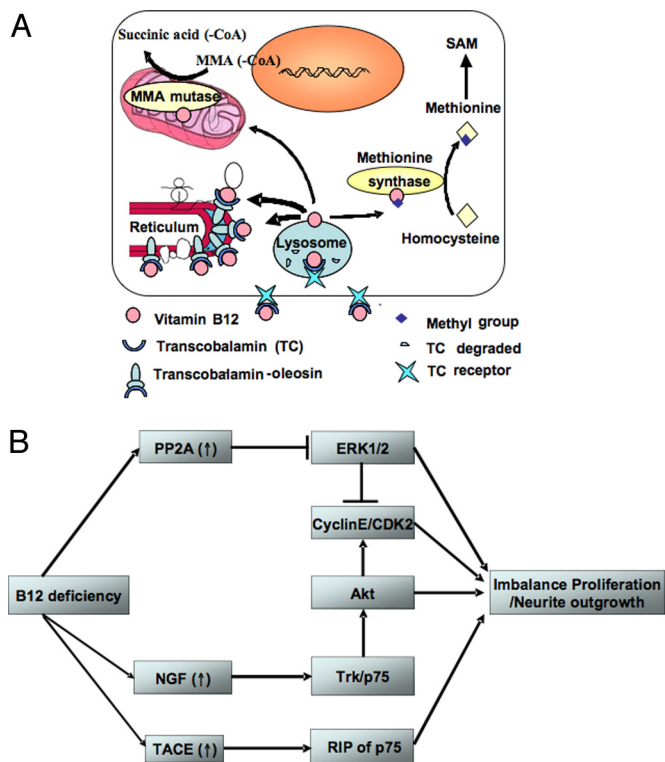 A
Succinic acid (-CoA)
MMA (-CoA)
MMA mutase
SAM
Methionine
Methionine
synthase
Homocysteine
Reticulum
Lysosome
Vitamin B12
Transcobalamin (TC)
Transcobalamin-oleosin
Methyl group
TC degraded
TC receptor
B
PP2A (↑)
ERK1/2
CyclinE/CDK2
B12 deficiency
Akt
Imbalance Proliferation
/Neurite outgrowth
NGF (↑)
Trk/p75
TACE (↑)
RIP of p75